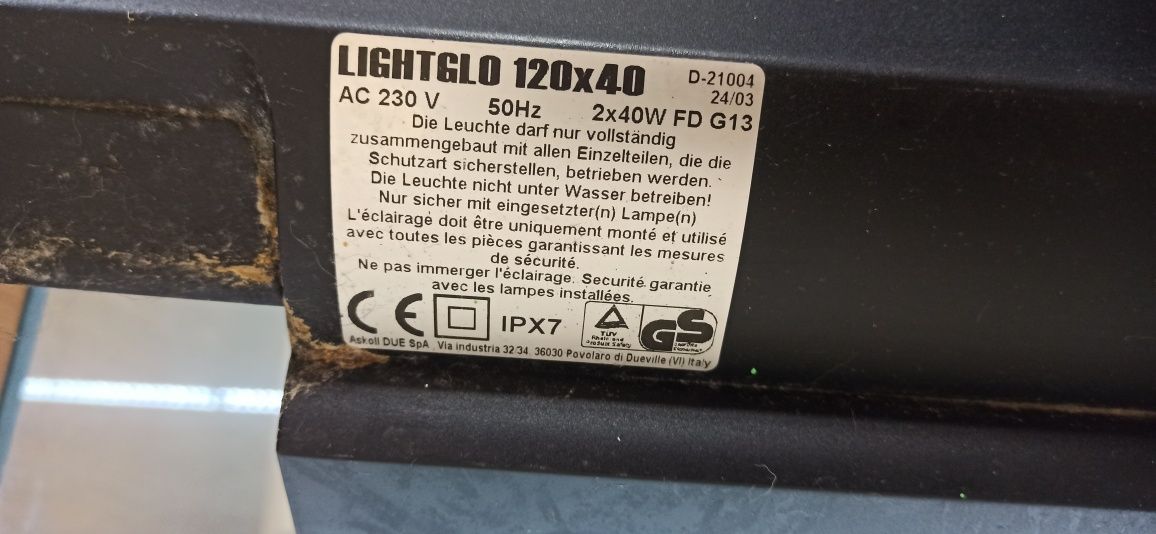 LIGHTGLO 120x40
D-21004
24/03
AC 230 V 50Hz 2x40W FD G13
Die Leuchte darf nur vollständig
zusammengebaut mit allen Einzelteilen, die die
Schutzart sicherstellen, betrieben werden.
Die Leuchte nicht unter Wasser betreiben!
Nur sicher mit eingesetzter(n) Lampe(n)
L'éclairage doit être uniquement monté et utilisé
avec toutes les pièces garantissant les mesures
de sécurité.
Ne pas immerger l'éclairage. Securité garantie
avec les lampes installées.
CE IPX7
TÜV
Rheinland
Product Safety
GS
Askoll DUE SpA Via industria 32/34 36030 Povolaro di Dueville (VI) Italy